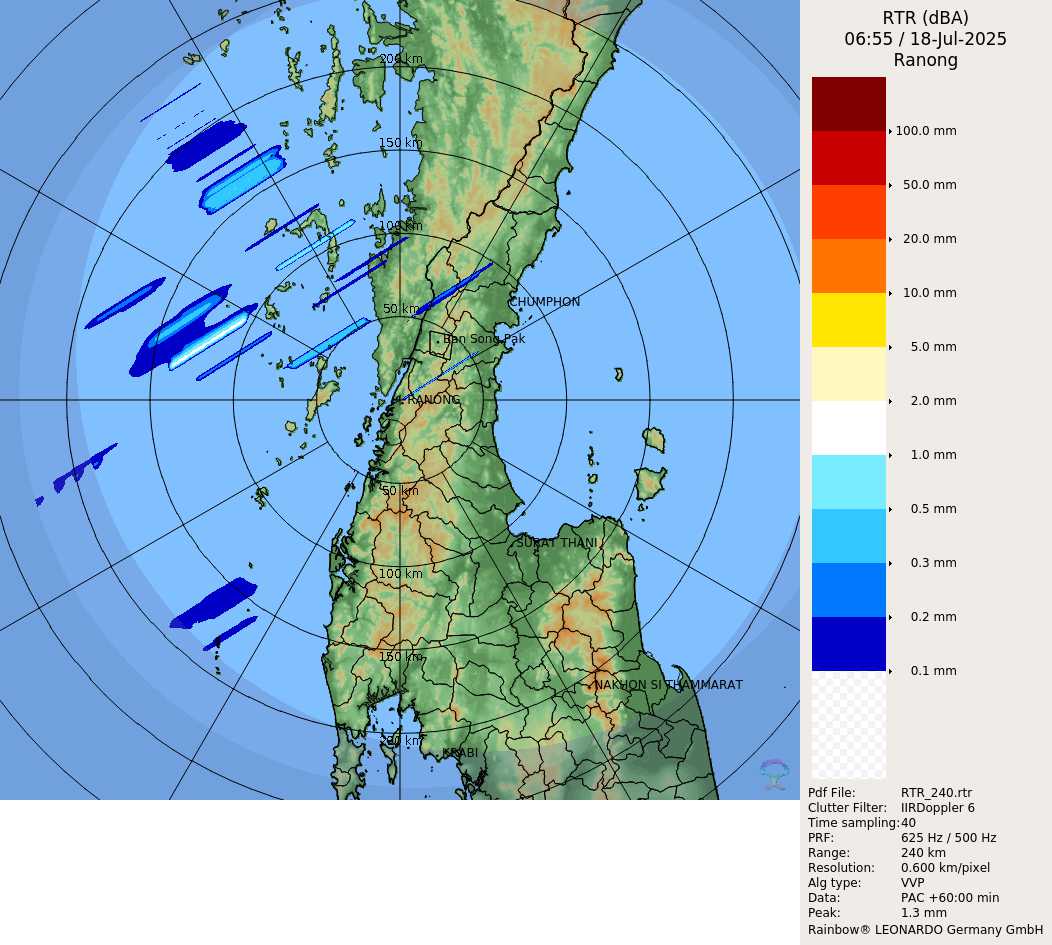 200 km
150 km
100 km
50 km
CHUMPHON
Ban Song Pak
RANONG
50 km
SURAT THANI
100 km
150 km
NAKHON SI THAMMARAT
200 km
KRABI
RTR (dBA)
06:55 / 18-Jul-2025
Ranong
100.0 mm
50.0 mm
20.0 mm
10.0 mm
5.0 mm
2.0 mm
1.0 mm
0.5 mm
0.3 mm
0.2 mm
0.1 mm
Pdf File: RTR_240.rtr
Clutter Filter: IIRDoppler 6
Time sampling: 40
PRF: 625 Hz / 500 Hz
Range: 240 km
Resolution: 0.600 km/pixel
Alg type: VVP
Data: PAC +60:00 min
Peak: 1.3 mm
Rainbow® LEONARDO Germany GmbH